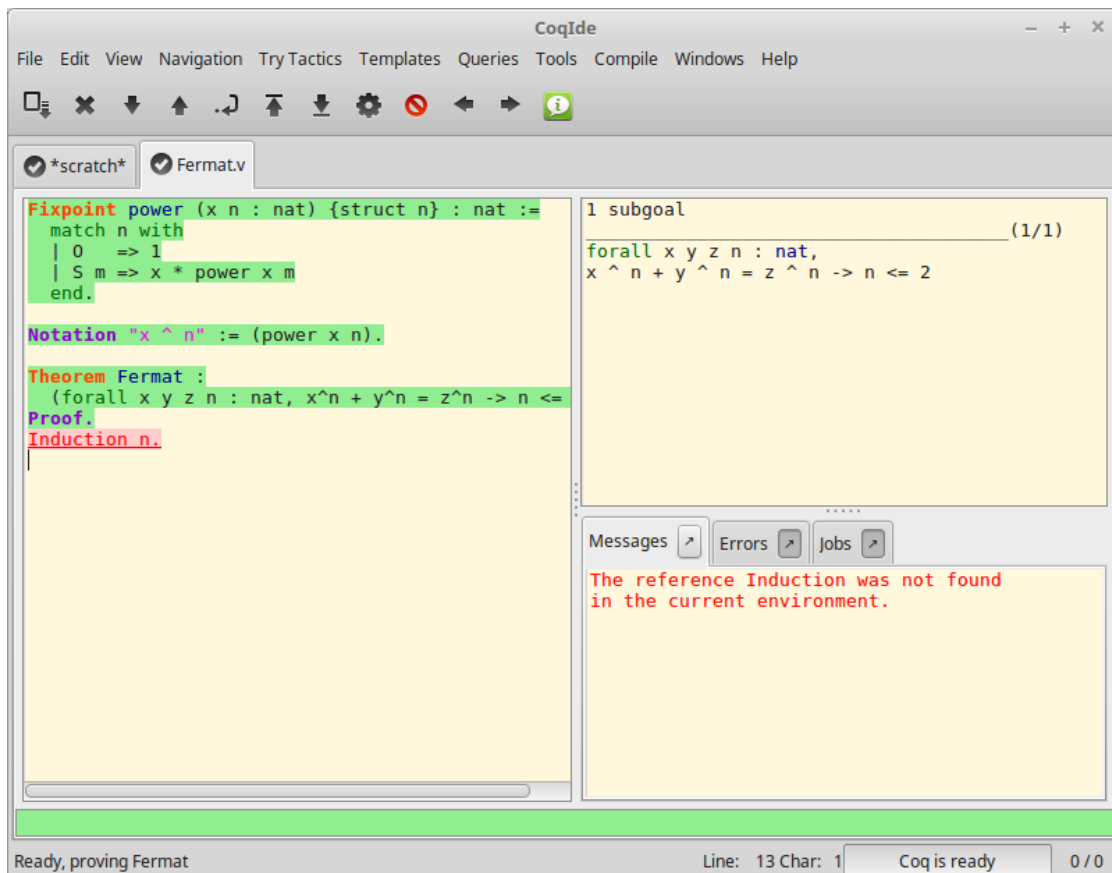 CoqIde
File Edit View Navigation Try Tactics Templates Queries Tools Compile Windows Help
*scratch* Fermat.v
Fixpoint power (x n : nat) {struct n} : nat :=
  match n with
  | O   => 1
  | S m => x * power x m
  end.
Notation "x ^ n" := (power x n).
Theorem Fermat :
  (forall x y z n : nat, x^n + y^n = z^n -> n <=
Proof.
Induction n.
1 subgoal
______________________________________(1/1)
forall x y z n : nat,
x ^ n + y ^ n = z ^ n -> n <= 2
Messages Errors Jobs
The reference Induction was not found
in the current environment.
Ready, proving Fermat Line: 13 Char: 1 Coq is ready 0 / 0